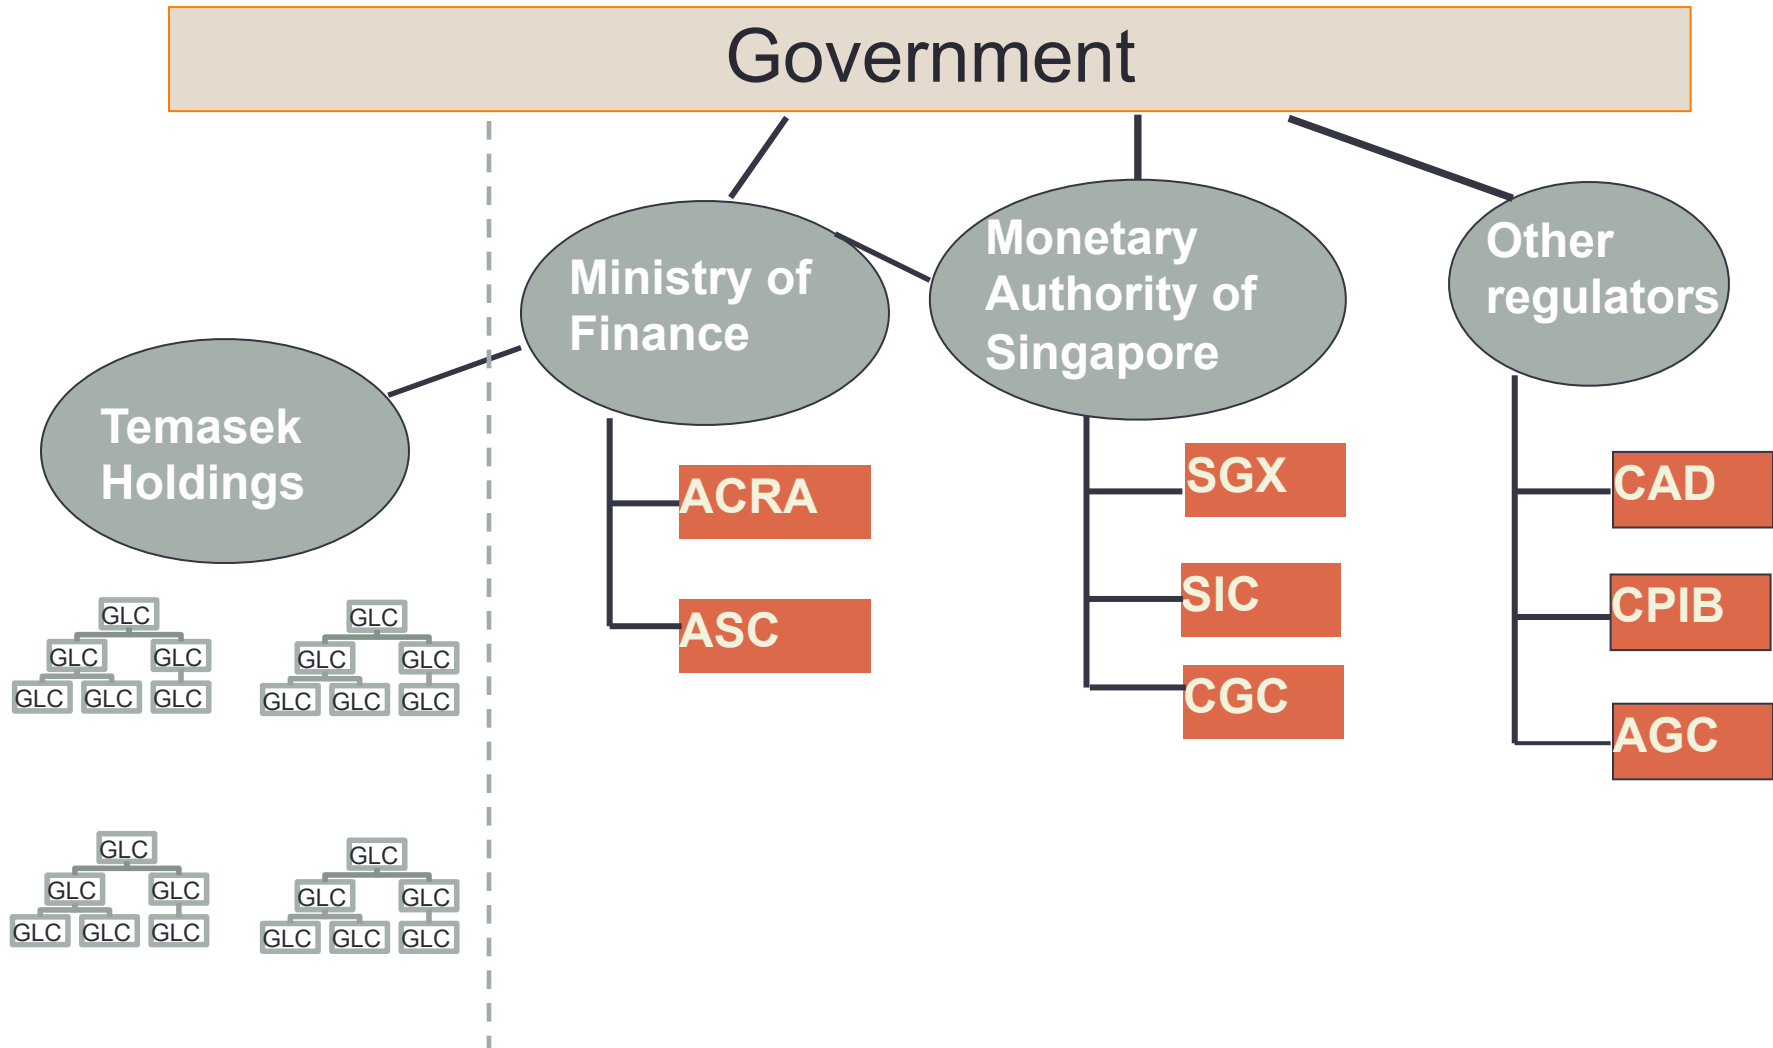 Government
Ministry of
Finance
Monetary
Authority of
Singapore
Other
regulators
Temasek
Holdings
ACRA
ASC
SGX
SIC
CGC
CAD
CPIB
AGC
GLC
GLC GLC
GLC GLC GLC
GLC
GLC GLC
GLC GLC GLC
GLC
GLC GLC
GLC GLC GLC
GLC
GLC GLC
GLC GLC GLC